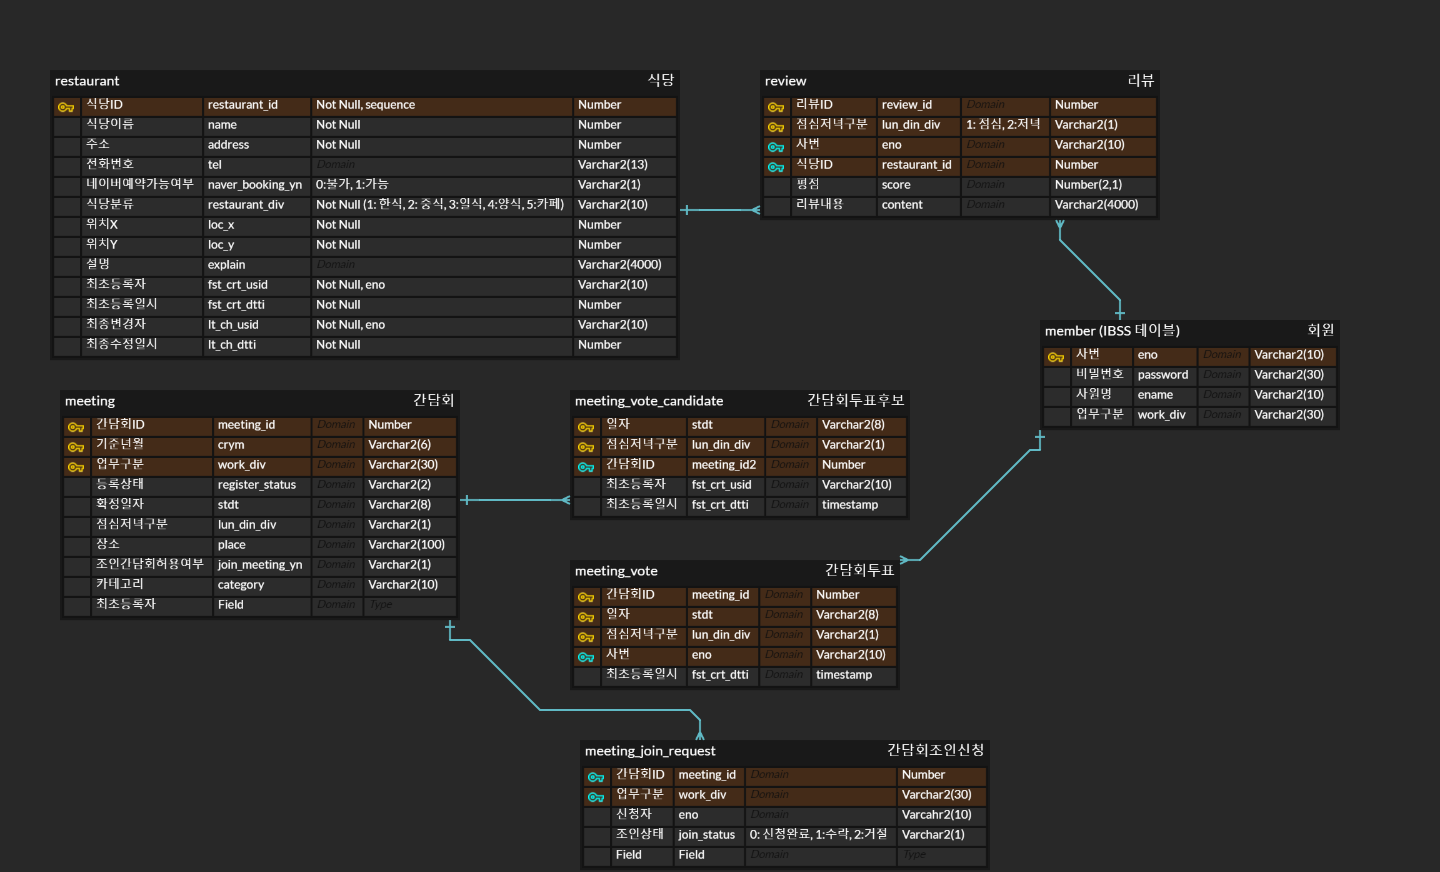 restaurant 식당
식당ID restaurant_id Not Null, sequence Number
식당이름 name Not Null Number
주소 address Not Null Number
전화번호 tel Domain Varchar2(13)
네이버예약가능여부 naver_booking_yn 0:불가, 1:가능 Varchar2(1)
식당분류 restaurant_div Not Null (1: 한식, 2: 중식, 3:일식, 4:양식, 5:카페) Varchar2(10)
위치X loc_x Not Null Number
위치Y loc_y Not Null Number
설명 explain Domain Varchar2(4000)
최초등록자 fst_crt_usid Not Null, eno Varchar2(10)
최초등록일시 fst_crt_dtti Not Null Number
최종변경자 lt_ch_usid Not Null, eno Varchar2(10)
최종수정일시 lt_ch_dtti Not Null Number
review 리뷰
리뷰ID review_id Domain Number
점심저녁구분 lun_din_div 1: 점심, 2:저녁 Varchar2(1)
사번 eno Domain Varchar2(10)
식당ID restaurant_id Domain Number
평점 score Domain Number(2,1)
리뷰내용 content Domain Varchar2(4000)
member (IBSS 테이블) 회원
사번 eno Domain Varchar2(10)
비밀번호 password Domain Varchar2(30)
사원명 ename Domain Varchar2(10)
업무구분 work_div Domain Varchar2(30)
meeting 간담회
간담회ID meeting_id Domain Number
기준년월 crym Domain Varchar2(6)
업무구분 work_div Domain Varchar2(30)
등록상태 register_status Domain Varchar2(2)
확정일자 stdt Domain Varchar2(8)
점심저녁구분 lun_din_div Domain Varchar2(1)
장소 place Domain Varchar2(100)
조인간담회허용여부 join_meeting_yn Domain Varchar2(1)
카테고리 category Domain Varchar2(10)
최초등록자 Field Domain Type
meeting_vote_candidate 간담회투표후보
일자 stdt Domain Varchar2(8)
점심저녁구분 lun_din_div Domain Varchar2(1)
간담회ID meeting_id2 Domain Number
최초등록자 fst_crt_usid Domain Varchar2(10)
최초등록일시 fst_crt_dtti Domain timestamp
meeting_vote 간담회투표
간담회ID meeting_id Domain Number
일자 stdt Domain Varchar2(8)
점심저녁구분 lun_din_div Domain Varchar2(1)
사번 eno Domain Varchar2(10)
최초등록일시 fst_crt_dtti Domain timestamp
meeting_join_request 간담회조인신청
간담회ID meeting_id Domain Number
업무구분 work_div Domain Varchar2(30)
신청자 eno Domain Varcahr2(10)
조인상태 join_status 0: 신청완료, 1:수락, 2:거절 Varchar2(1)
Field Field Domain Type